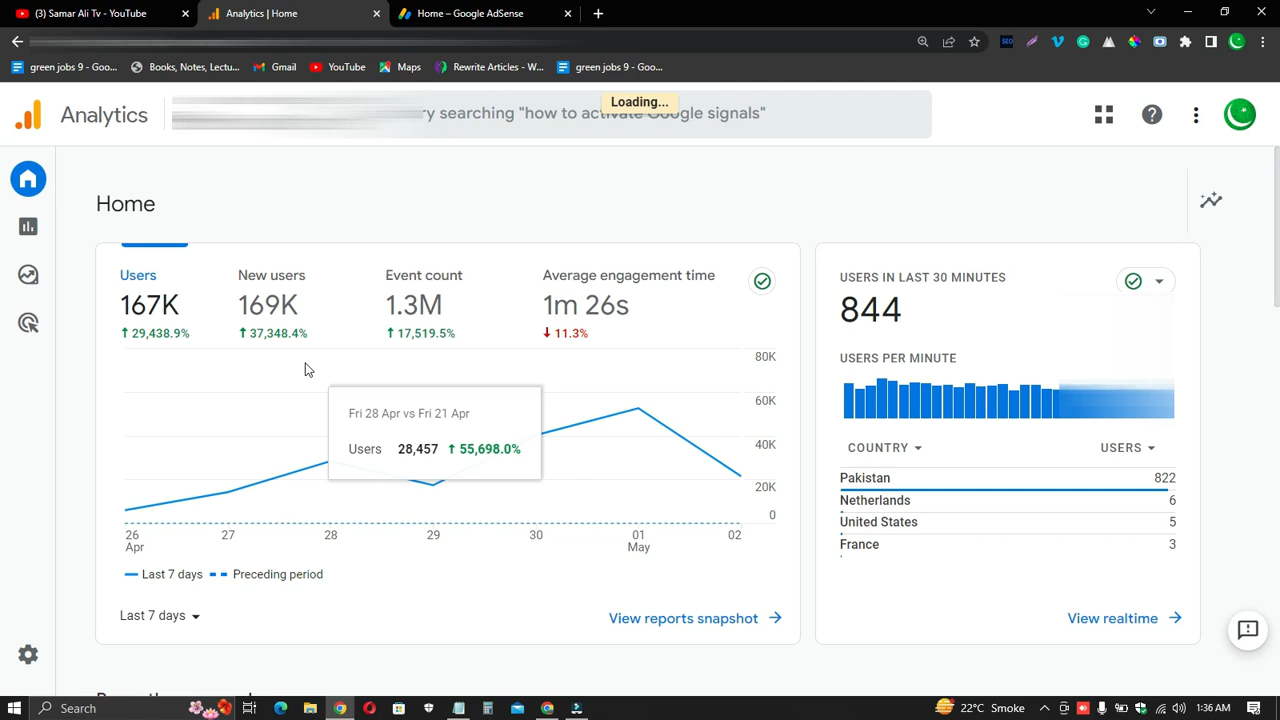 (3) Samar Ali Tv - YouTube
Analytics | Home
Home – Google AdSense
green jobs 9 - Goo...
Books, Notes, Lectu...
Gmail
YouTube
Maps
Rewrite Articles - W...
green jobs 9 - Goo...
SEO
Analytics
ry searching "how to activate Google signals"
Loading...
Home
Users
167K
29,438.9%
New users
169K
37,348.4%
Event count
1.3M
17,519.5%
Average engagement time
1m 26s
11.3%
80K
60K
40K
20K
0
Fri 28 Apr vs Fri 21 Apr
Users 28,457 55,698.0%
26
Apr
27
28
29
30
01
May
02
Last 7 days
Preceding period
Last 7 days
View reports snapshot
USERS IN LAST 30 MINUTES
844
USERS PER MINUTE
COUNTRY USERS
Pakistan 822
Netherlands 6
United States 5
France 3
View realtime
Search
22°C Smoke
1:36 AM